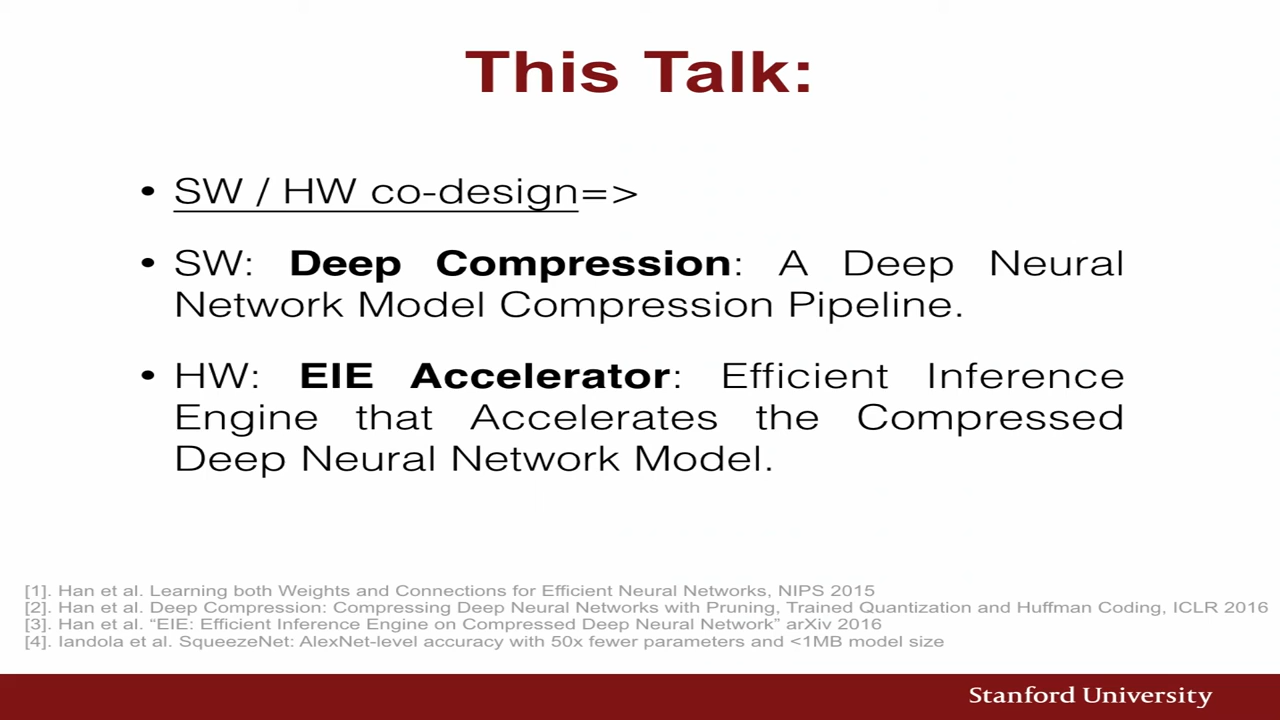 This Talk:
• SW / HW co-design=>
• SW: Deep Compression: A Deep Neural
Network Model Compression Pipeline.
• HW: EIE Accelerator: Efficient Inference
Engine that Accelerates the Compressed
Deep Neural Network Model.
[1]. Han et al. Learning both Weights and Connections for Efficient Neural Networks, NIPS 2015
[2]. Han et al. Deep Compression: Compressing Deep Neural Networks with Pruning, Trained Quantization and Huffman Coding, ICLR 2016
[3]. Han et al. “EIE: Efficient Inference Engine on Compressed Deep Neural Network” arXiv 2016
[4]. Iandola et al. SqueezeNet: AlexNet-level accuracy with 50x fewer parameters and <1MB model size
Stanford University